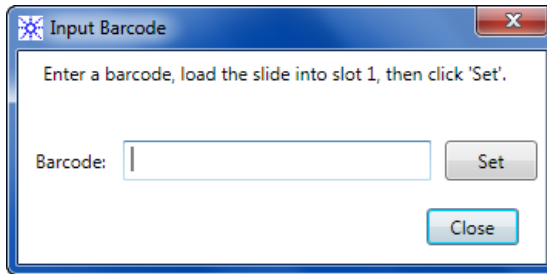 Input Barcode
Enter a barcode, load the slide into slot 1, then click 'Set'.
Barcode:
Set
Close